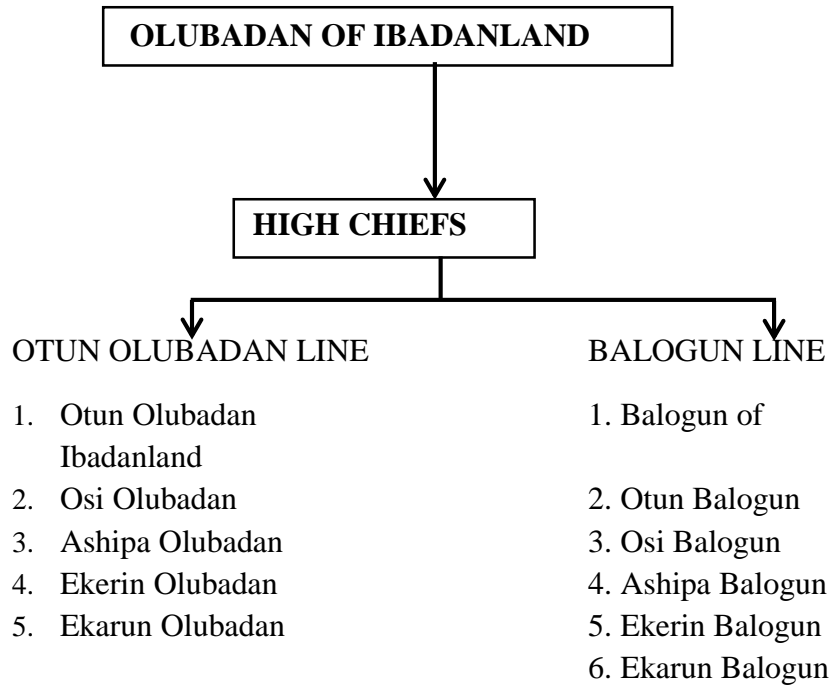 OLUBADAN OF IBADANLAND
HIGH CHIEFS
OTUN OLUBADAN LINE
1. Otun Olubadan
Ibadanland
2. Osi Olubadan
3. Ashipa Olubadan
4. Ekerin Olubadan
5. Ekarun Olubadan
BALOGUN LINE
1. Balogun of
2. Otun Balogun
3. Osi Balogun
4. Ashipa Balogun
5. Ekerin Balogun
6. Ekarun Balogun